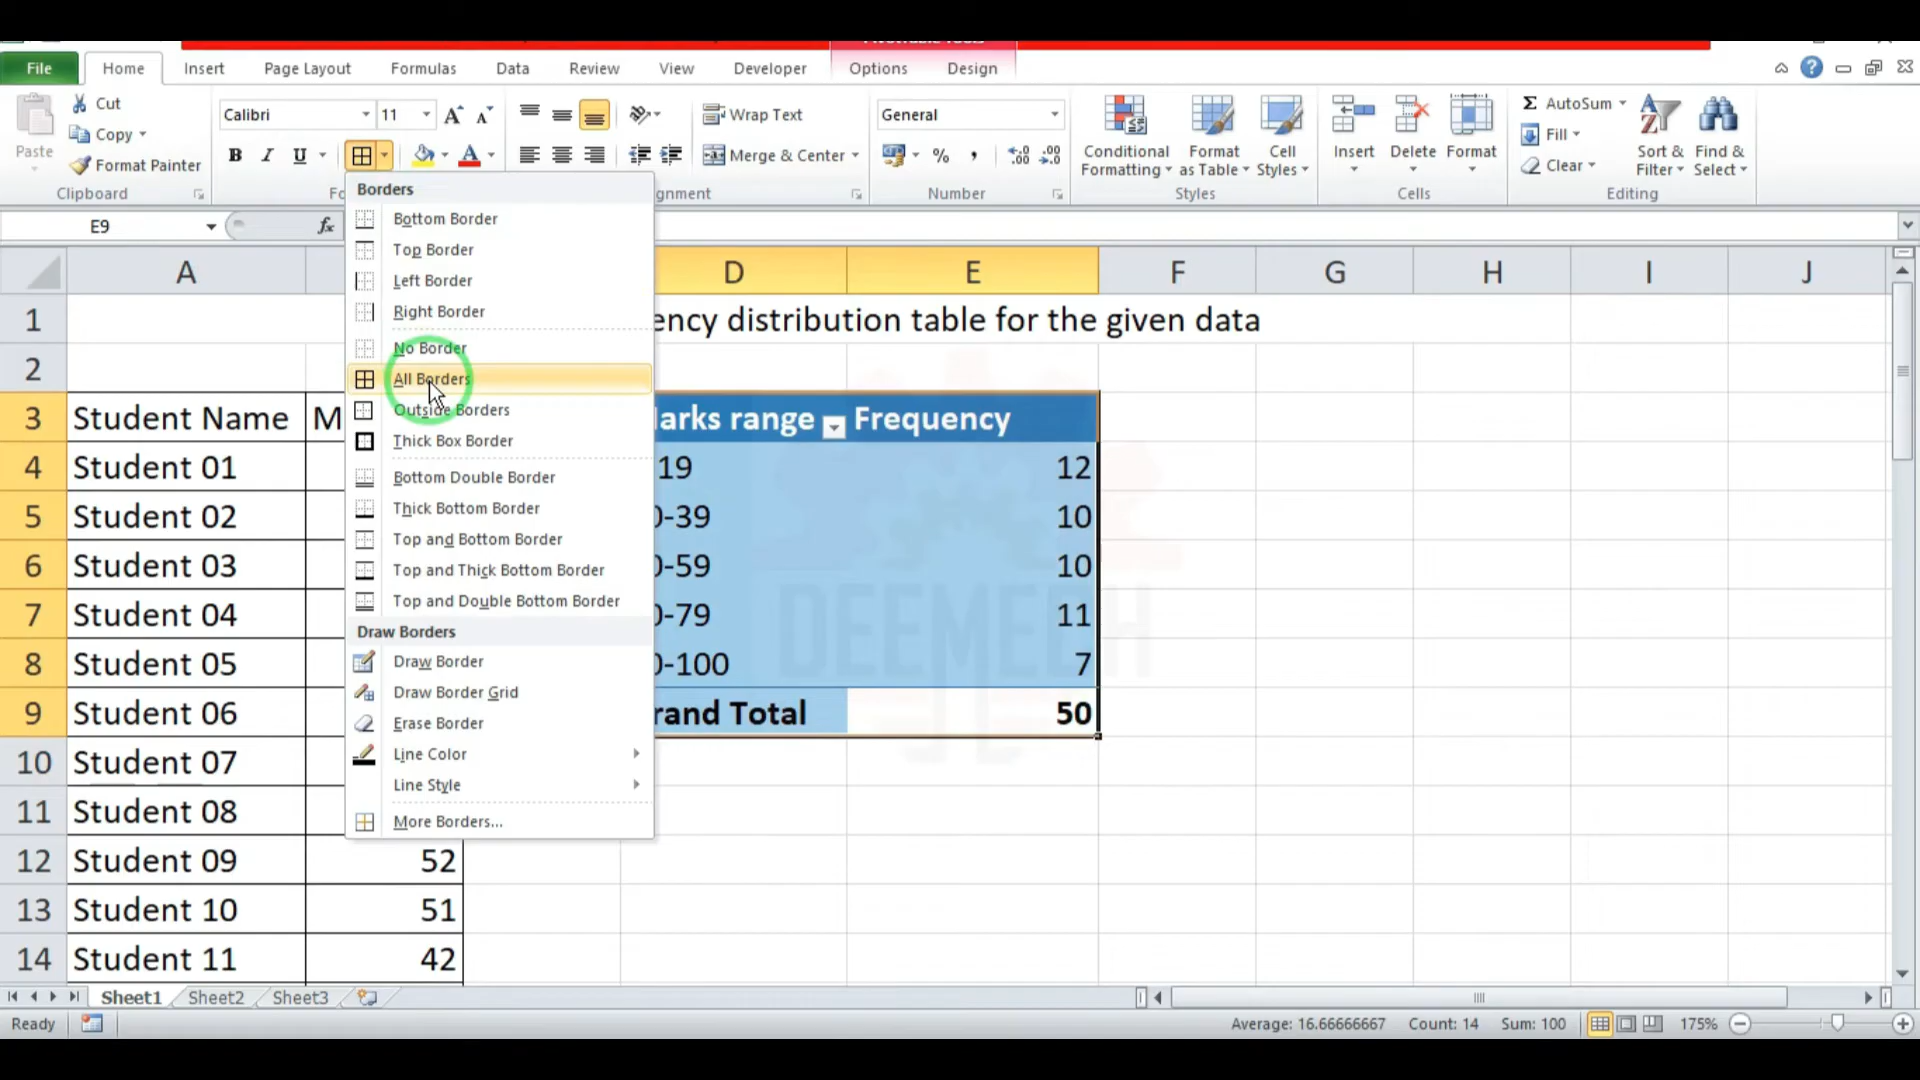 File Home Insert Page Layout Formulas Data Review View Developer Options Design
Cut
Copy
Format Painter
Paste
Clipboard
Calibri 11
B I U
Wrap Text
Merge & Center
General
%
Number
Conditional Formatting
Format as Table
Cell Styles
Styles
Insert Delete Format
Cells
Σ AutoSum
Fill
Clear
Sort & Filter
Find & Select
Editing
E9 fx
Borders
Bottom Border
Top Border
Left Border
Right Border
No Border
All Borders
Outside Borders
Thick Box Border
Bottom Double Border
Thick Bottom Border
Top and Bottom Border
Top and Thick Bottom Border
Top and Double Bottom Border
Draw Borders
Draw Border
Draw Border Grid
Erase Border
Line Color
Line Style
More Borders...
A D E F G H I J
1 distribution table for the given data
2
3 Student Name range Frequency
4 Student 01 19 12
5 Student 02 -39 10
6 Student 03 -59 10
7 Student 04 -79 11
8 Student 05 -100 7
9 Student 06 Total 50
10 Student 07
11 Student 08
12 Student 09 52
13 Student 10 51
14 Student 11 42
DEEMECH
Sheet1 Sheet2 Sheet3
Ready Average: 16.66666667 Count: 14 Sum: 100 175%